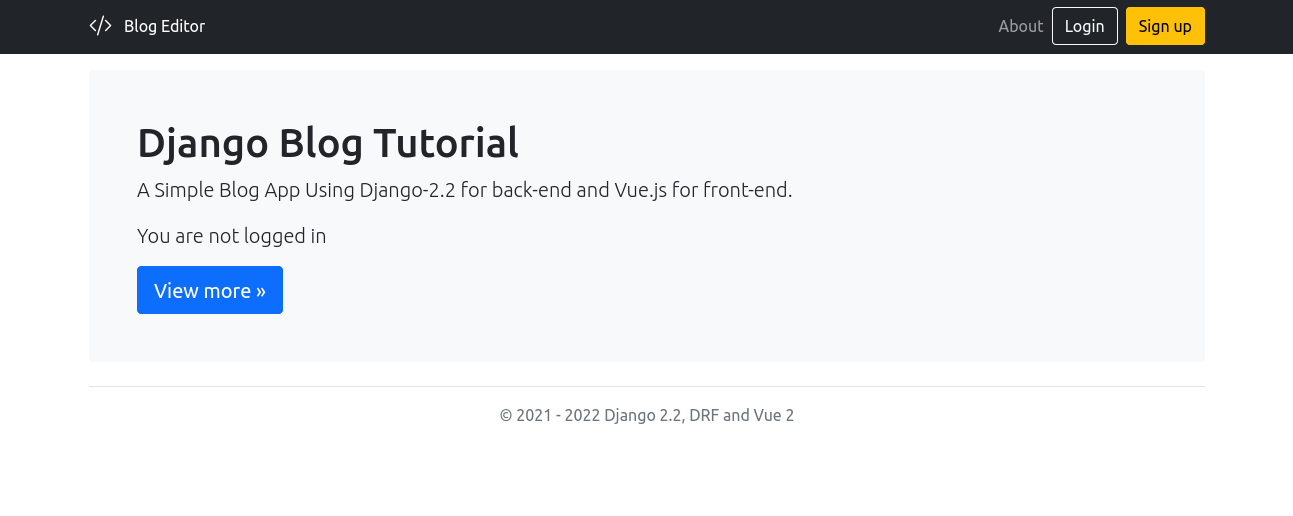 </> Blog Editor About Login Sign up
Django Blog Tutorial
A Simple Blog App Using Django-2.2 for back-end and Vue.js for front-end.
You are not logged in
View more »
© 2021 - 2022 Django 2.2, DRF and Vue 2